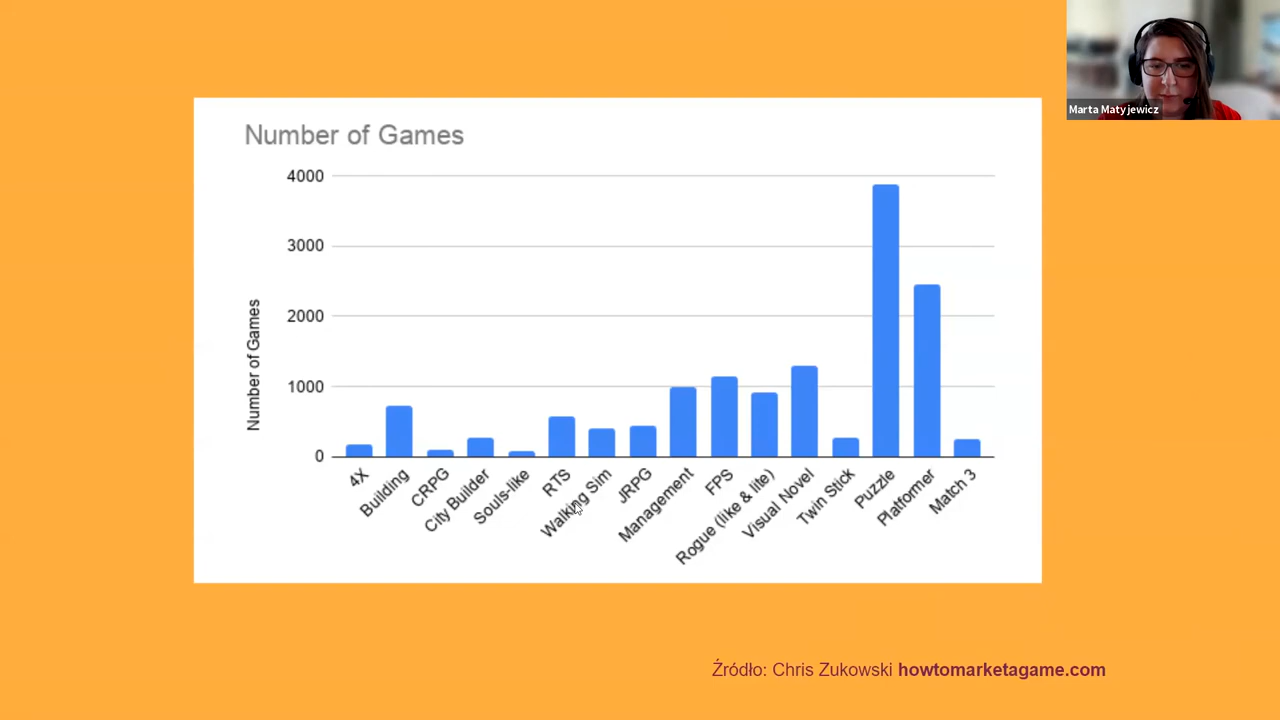 Marta Matyjewicz
Number of Games
Number of Games
4000
3000
2000
1000
0
4X
Building
CRPG
City Builder
Souls-like
RTS
Walking Sim
JRPG
Management
FPS
Rogue (like & lite)
Visual Novel
Twin Stick
Puzzle
Platformer
Match 3
Źródło: Chris Zukowski howtomarketagame.com